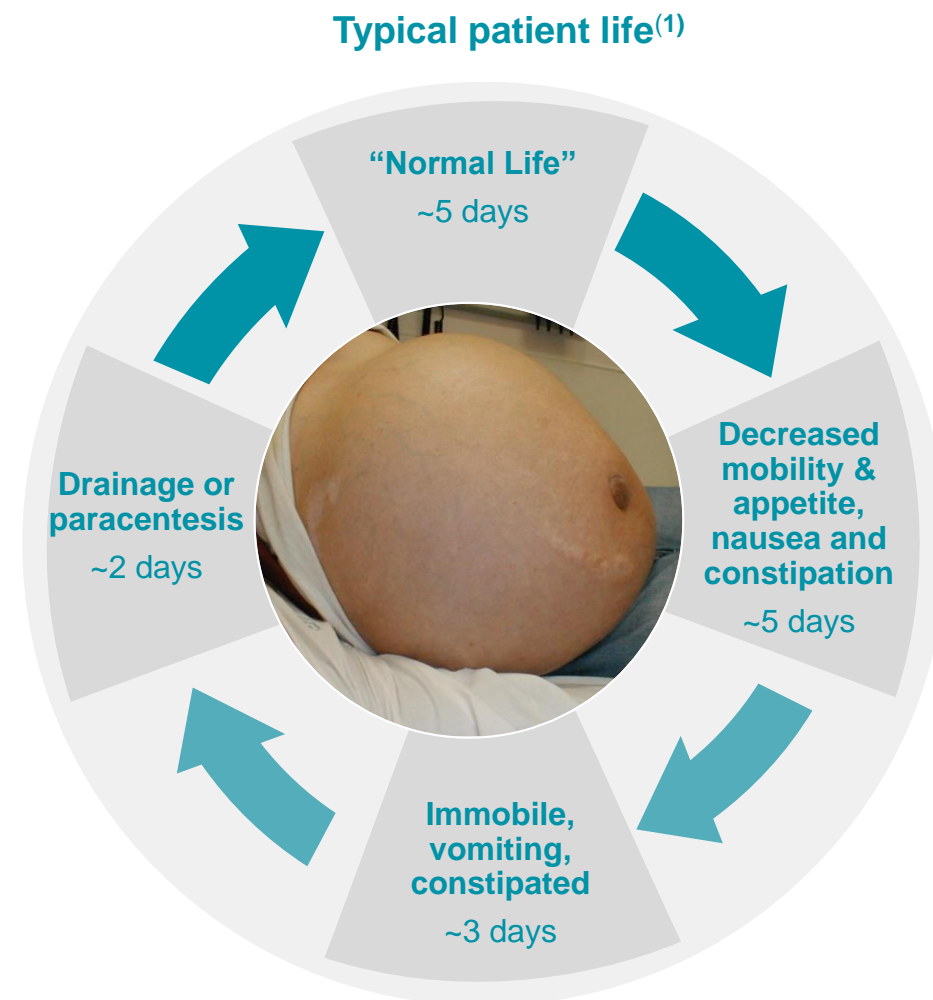 Typical patient life(1)
“Normal Life”
~5 days
Decreased
mobility &
appetite,
nausea and
constipation
~5 days
Immobile,
vomiting,
constipated
~3 days
Drainage or
paracentesis
~2 days